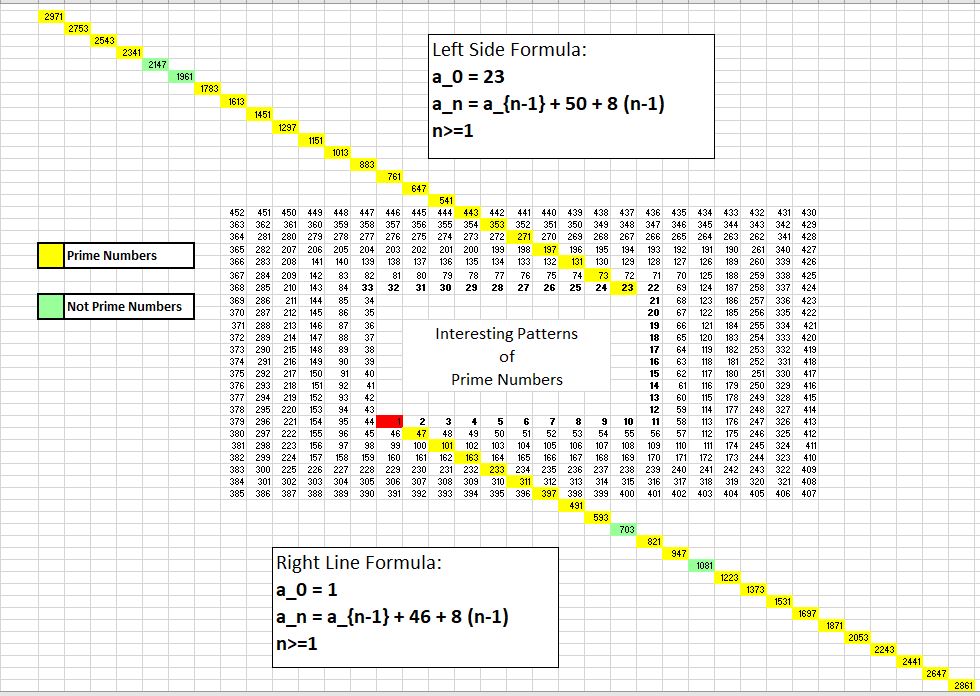 2971
2753
2543
2341
2147
1961
1783
1613
1451
1297
1151
1013
883
761
647
541
Left Side Formula:
a_0 = 23
a_n = a_{n-1} + 50 + 8 (n-1)
n>=1
452 451 450 449 448 447 446 445 444 443 442 441 440 439 438 437 436 435 434 433 432 431 430
363 362 361 360 359 358 357 356 355 354 353 352 351 350 349 348 347 346 345 344 343 342 429
364 281 280 279 278 277 276 275 274 273 272 271 270 269 268 267 266 265 264 263 262 341 428
365 282 207 206 205 204 203 202 201 200 199 198 197 196 195 194 193 192 191 190 261 340 427
366 283 208 141 140 139 138 137 136 135 134 133 132 131 130 129 128 127 126 189 260 339 426
367 284 209 142 83 82 81 80 79 78 77 76 75 74 73 72 71 70 125 188 259 338 425
368 285 210 143 84 33 32 31 30 29 28 27 26 25 24 23 22 69 124 187 258 337 424
369 286 211 144 85 34 21 68 123 186 257 336 423
370 287 212 145 86 35 20 67 122 185 256 335 422
371 288 213 146 87 36 19 66 121 184 255 334 421
372 289 214 147 88 37 18 65 120 183 254 333 420
373 290 215 148 89 38 17 64 119 182 253 332 419
374 291 216 149 90 39 16 63 118 181 252 331 418
375 292 217 150 91 40 15 62 117 180 251 330 417
376 293 218 151 92 41 14 61 116 179 250 329 416
377 294 219 152 93 42 13 60 115 178 249 328 415
378 295 220 153 94 43 12 59 114 177 248 327 414
379 296 221 154 95 44 1 2 3 4 5 6 7 8 9 10 11 58 113 176 247 326 413
380 297 222 155 96 45 46 47 48 49 50 51 52 53 54 55 56 57 112 175 246 325 412
381 298 223 156 97 98 99 100 101 102 103 104 105 106 107 108 109 110 111 174 245 324 411
382 299 224 157 158 159 160 161 162 163 164 165 166 167 168 169 170 171 172 173 244 323 410
383 300 225 226 227 228 229 230 231 232 233 234 235 236 237 238 239 240 241 242 243 322 409
384 301 302 303 304 305 306 307 308 309 310 311 312 313 314 315 316 317 318 319 320 321 408
385 386 387 388 389 390 391 392 393 394 395 396 397 398 399 400 401 402 403 404 405 406 407
Prime Numbers
Not Prime Numbers
Interesting Patterns
of
Prime Numbers
491
593
703
821
947
1081
1223
1373
1531
1697
1871
2053
2243
2441
2647
2861
Right Line Formula:
a_0 = 1
a_n = a_{n-1} + 46 + 8 (n-1)
n>=1